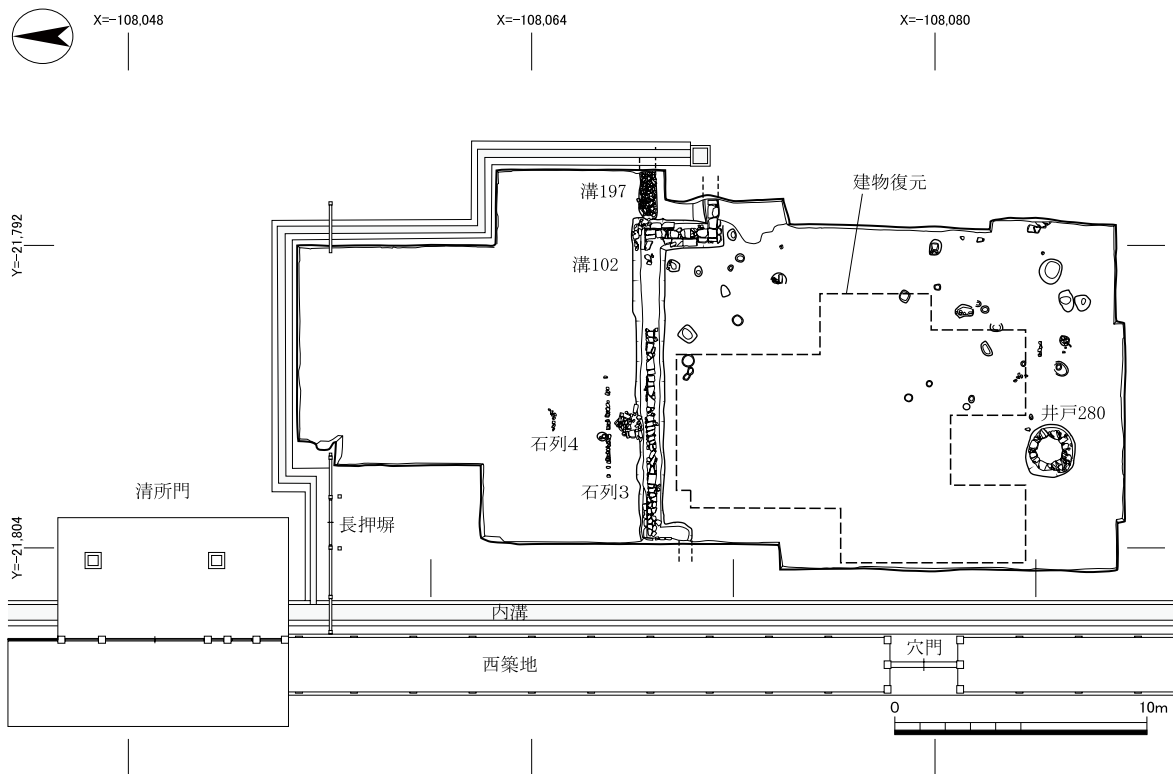 X=-108,048
X=-108,064
X=-108,080
建物復元
溝197
Y=-21,792
溝102
井戸280
石列4
石列3
清所門
長押塀
Y=-21,804
内溝
西築地
穴門
0
10m